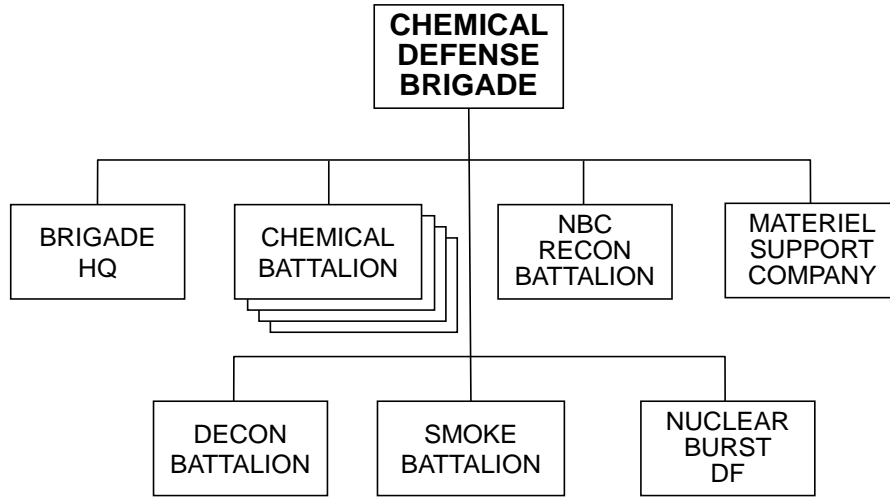 CHEMICAL
DEFENSE
BRIGADE
BRIGADE
HQ
CHEMICAL
BATTALION
NBC
RECON
BATTALION
MATERIEL
SUPPORT
COMPANY
DECON
BATTALION
SMOKE
BATTALION
NUCLEAR
BURST
DF